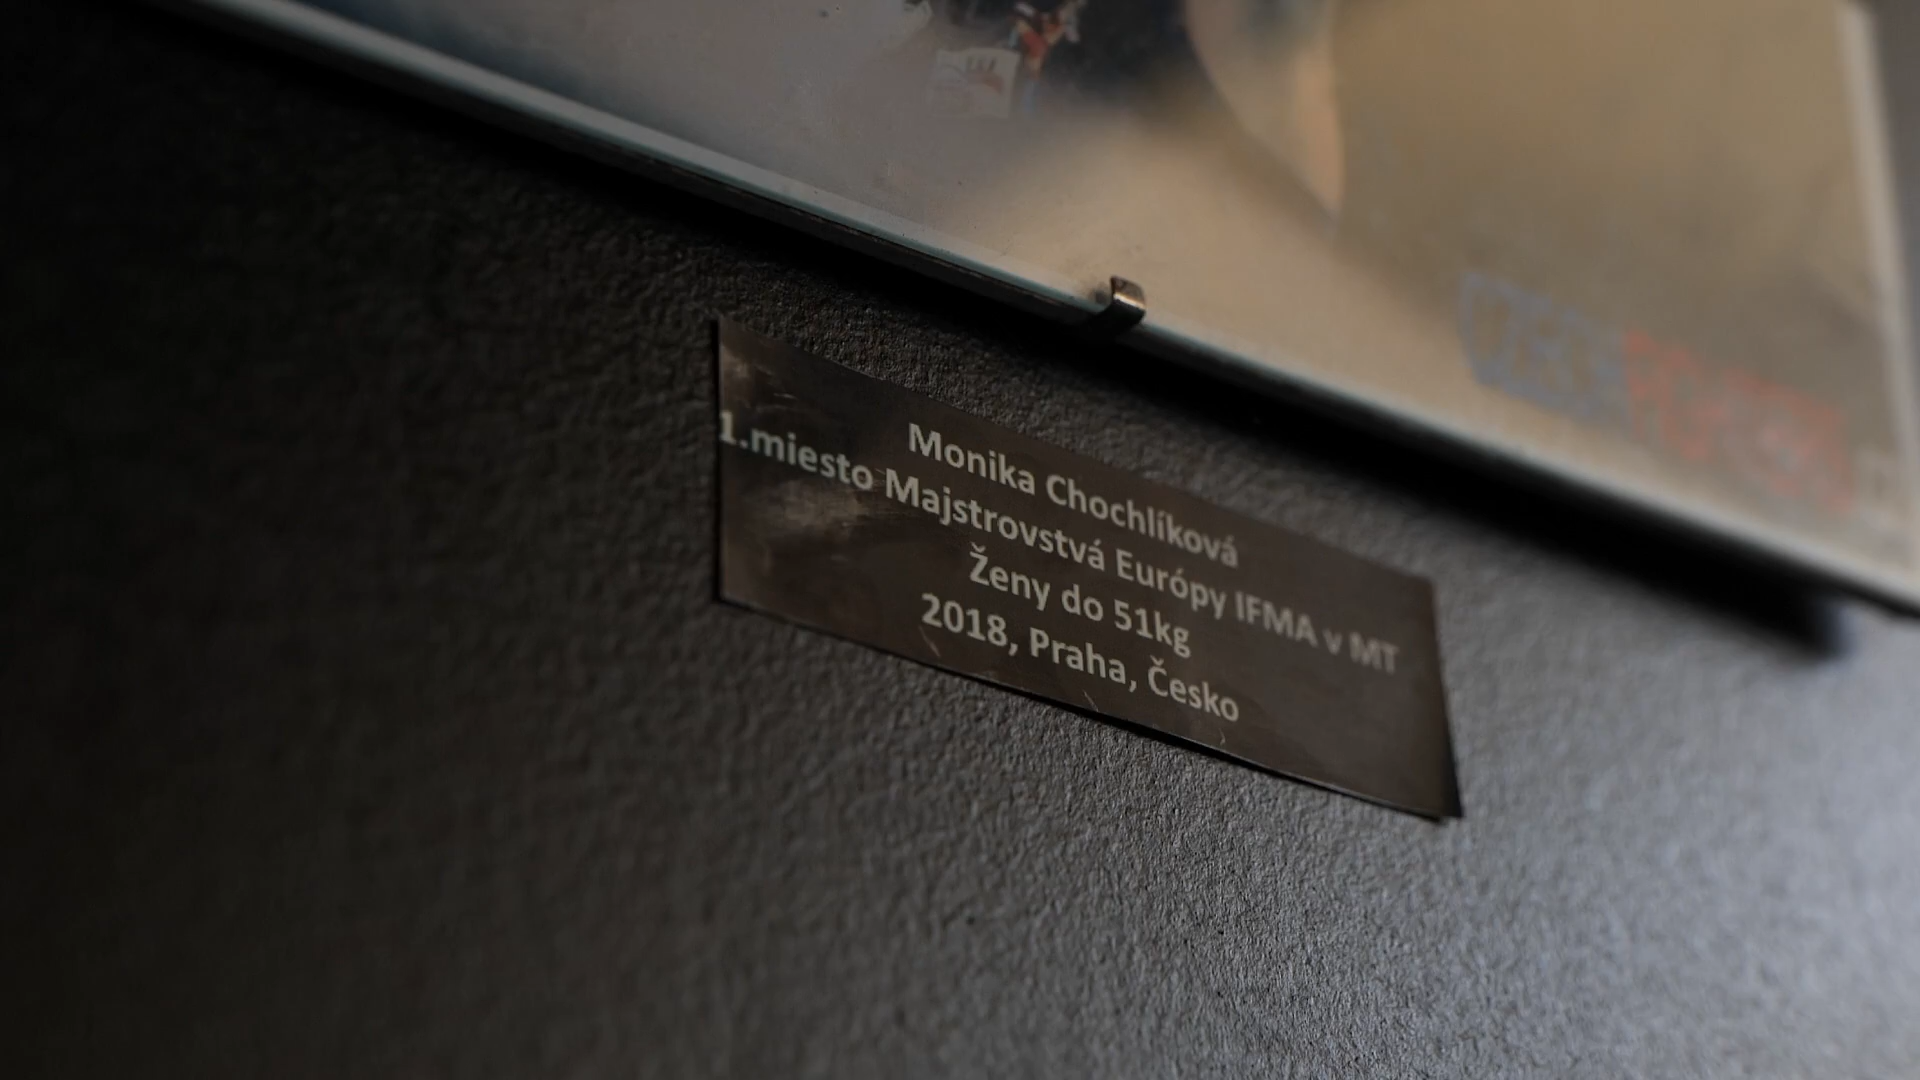 Monika Chochlíková
1.miesto Majstrovstvá Európy IFMA v MT
Ženy do 51kg
2018, Praha, Česko